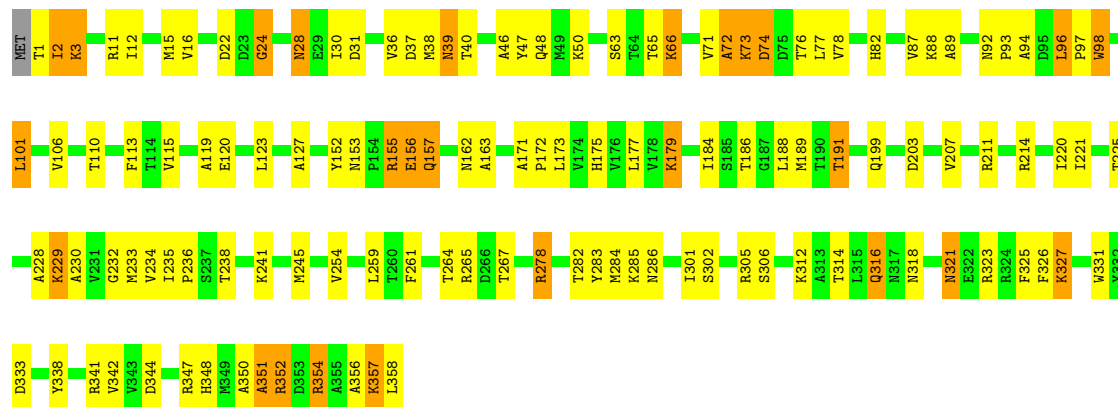 MET T1 I2 K3 R11 I12 M15 V16 D22 D23 G24 N28 E29 I30 D31 V36 D37 M38 N39 T40 A46 Y47 Q48 M49 K50 S63 T64 T65 K66 V71 A72 K73 D74 D75 T76 L77 V78 H82 V87 K88 A89 N92 P93 A94 D95 L96 P97 W98
L101 V106 T110 F113 T114 V115 A119 E120 L123 A127 Y152 N153 P154 R155 E156 Q157 N162 A163 A171 P172 L173 V174 H175 V176 L177 V178 K179 I184 S185 T186 G187 L188 M189 T190 T191 Q199 D203 V207 R211 R214 I220 I221 T225
A228 K229 A230 V231 G232 M233 V234 I235 P236 S237 T238 K241 M245 V254 L259 T260 F261 T264 R265 D266 T267 R278 T282 Y283 M284 K285 N286 I301 S302 R305 S306 K312 A313 T314 L315 Q316 N317 N318 N321 E322 R323 R324 F325 F326 K327 W331 Y332
D333 Y338 R341 V342 V343 D344 R347 H348 M349 A350 A351 R352 D353 R354 A355 A356 K357 L358